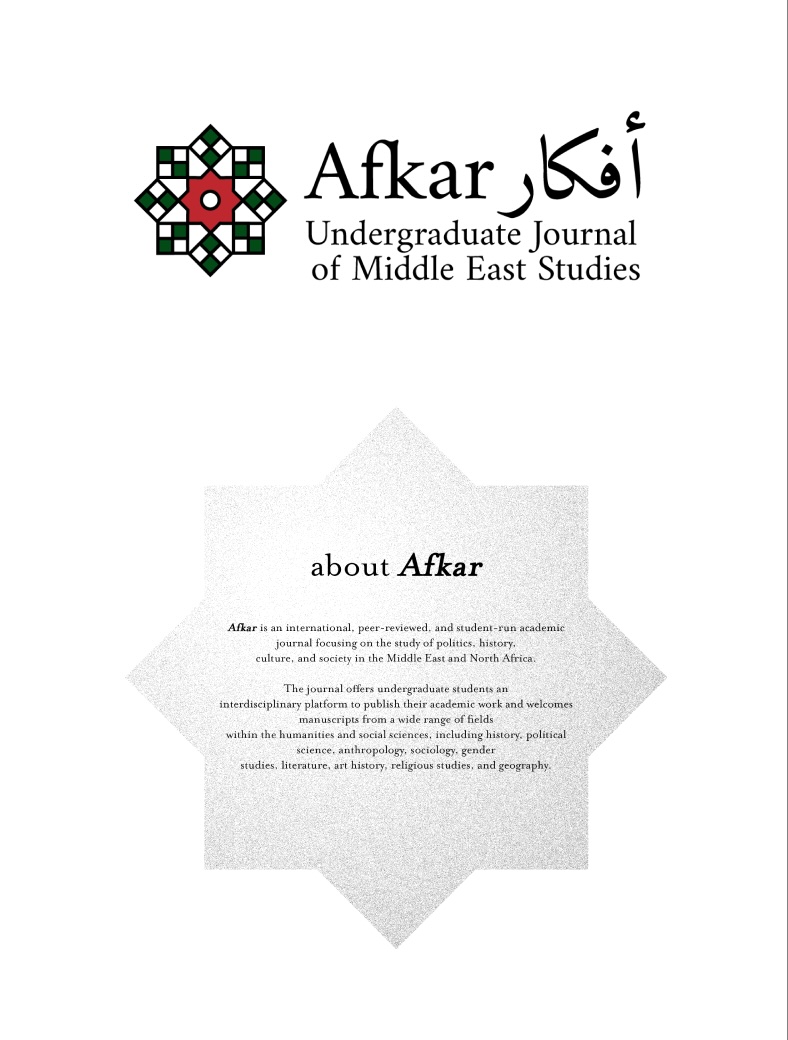 Afkar أفكار
Undergraduate Journal
of Middle East Studies
about Afkar
Afkar is an international, peer-reviewed, and student-run academic
journal focusing on the study of politics, history,
culture, and society in the Middle East and North Africa.
The journal offers undergraduate students an
interdisciplinary platform to publish their academic work and welcomes
manuscripts from a wide range of fields
within the humanities and social sciences, including history, political
science, anthropology, sociology, gender
studies, literature, art history, religious studies, and geography.